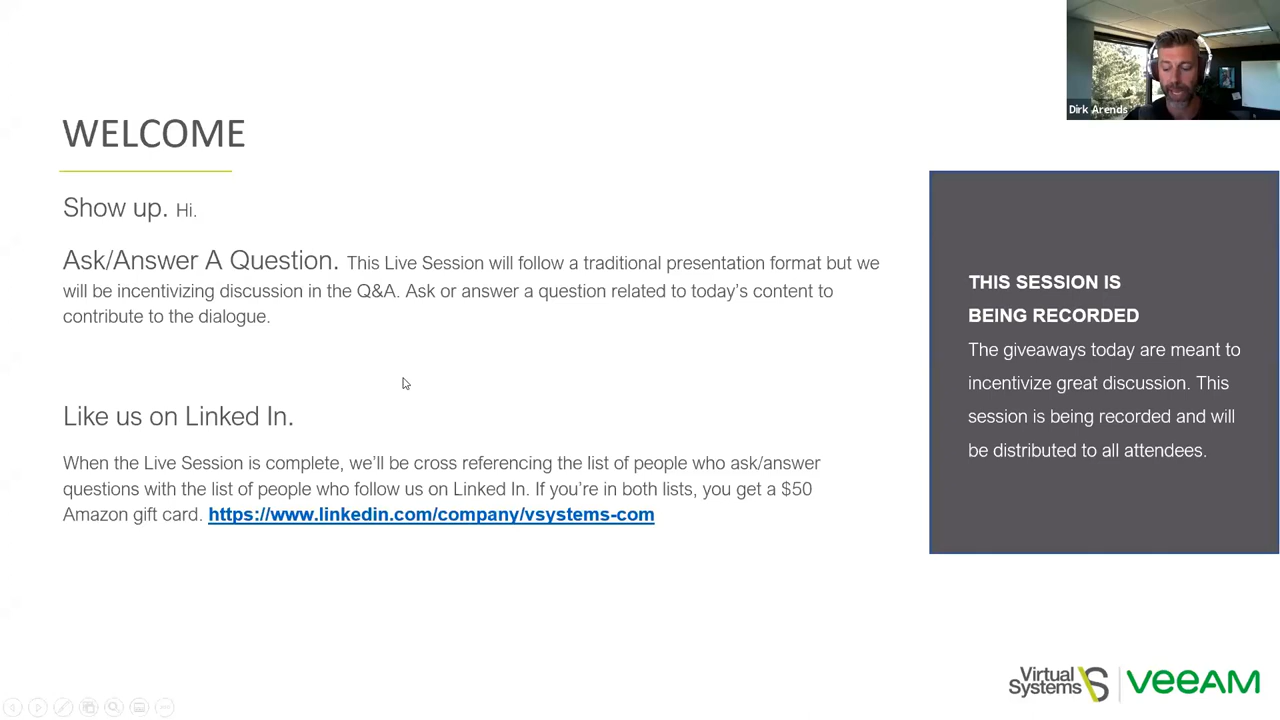 Dirk Arends
WELCOME
Show up. Hi.
Ask/Answer A Question. This Live Session will follow a traditional presentation format but we
will be incentivizing discussion in the Q&A. Ask or answer a question related to today's content to
contribute to the dialogue.
Like us on Linked In.
When the Live Session is complete, we'll be cross referencing the list of people who ask/answer
questions with the list of people who follow us on Linked In. If you're in both lists, you get a $50
Amazon gift card. https://www.linkedin.com/company/vsystems-com
THIS SESSION IS
BEING RECORDED
The giveaways today are meant to
incentivize great discussion. This
session is being recorded and will
be distributed to all attendees.
Virtual
Systems
VEEAM